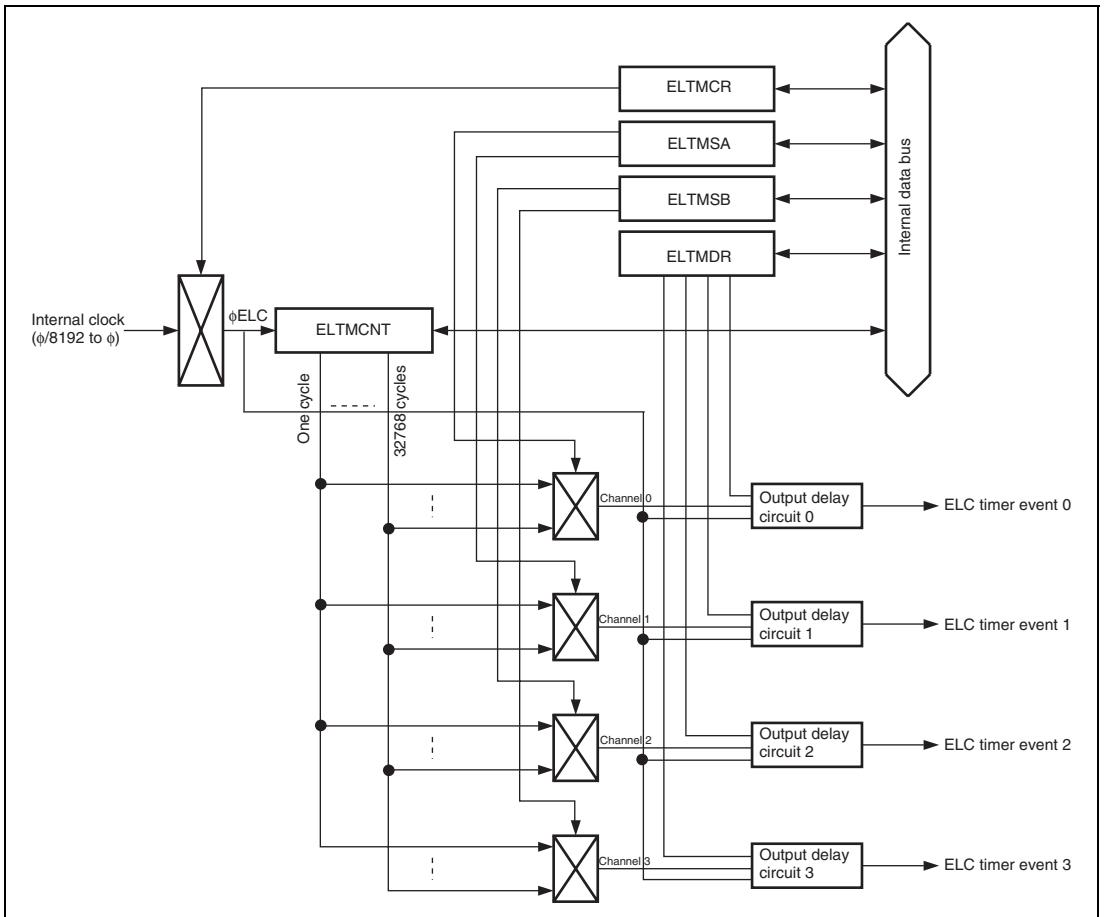 ELTMCR
ELTMSA
ELTMSB
ELTMDR
Internal data bus
Internal clock
(ϕ/8192 to ϕ)
ϕELC
ELTMCNT
One cycle
32768 cycles
Channel 0
Output delay
circuit 0
ELC timer event 0
Channel 1
Output delay
circuit 1
ELC timer event 1
Channel 2
Output delay
circuit 2
ELC timer event 2
Channel 3
Output delay
circuit 3
ELC timer event 3